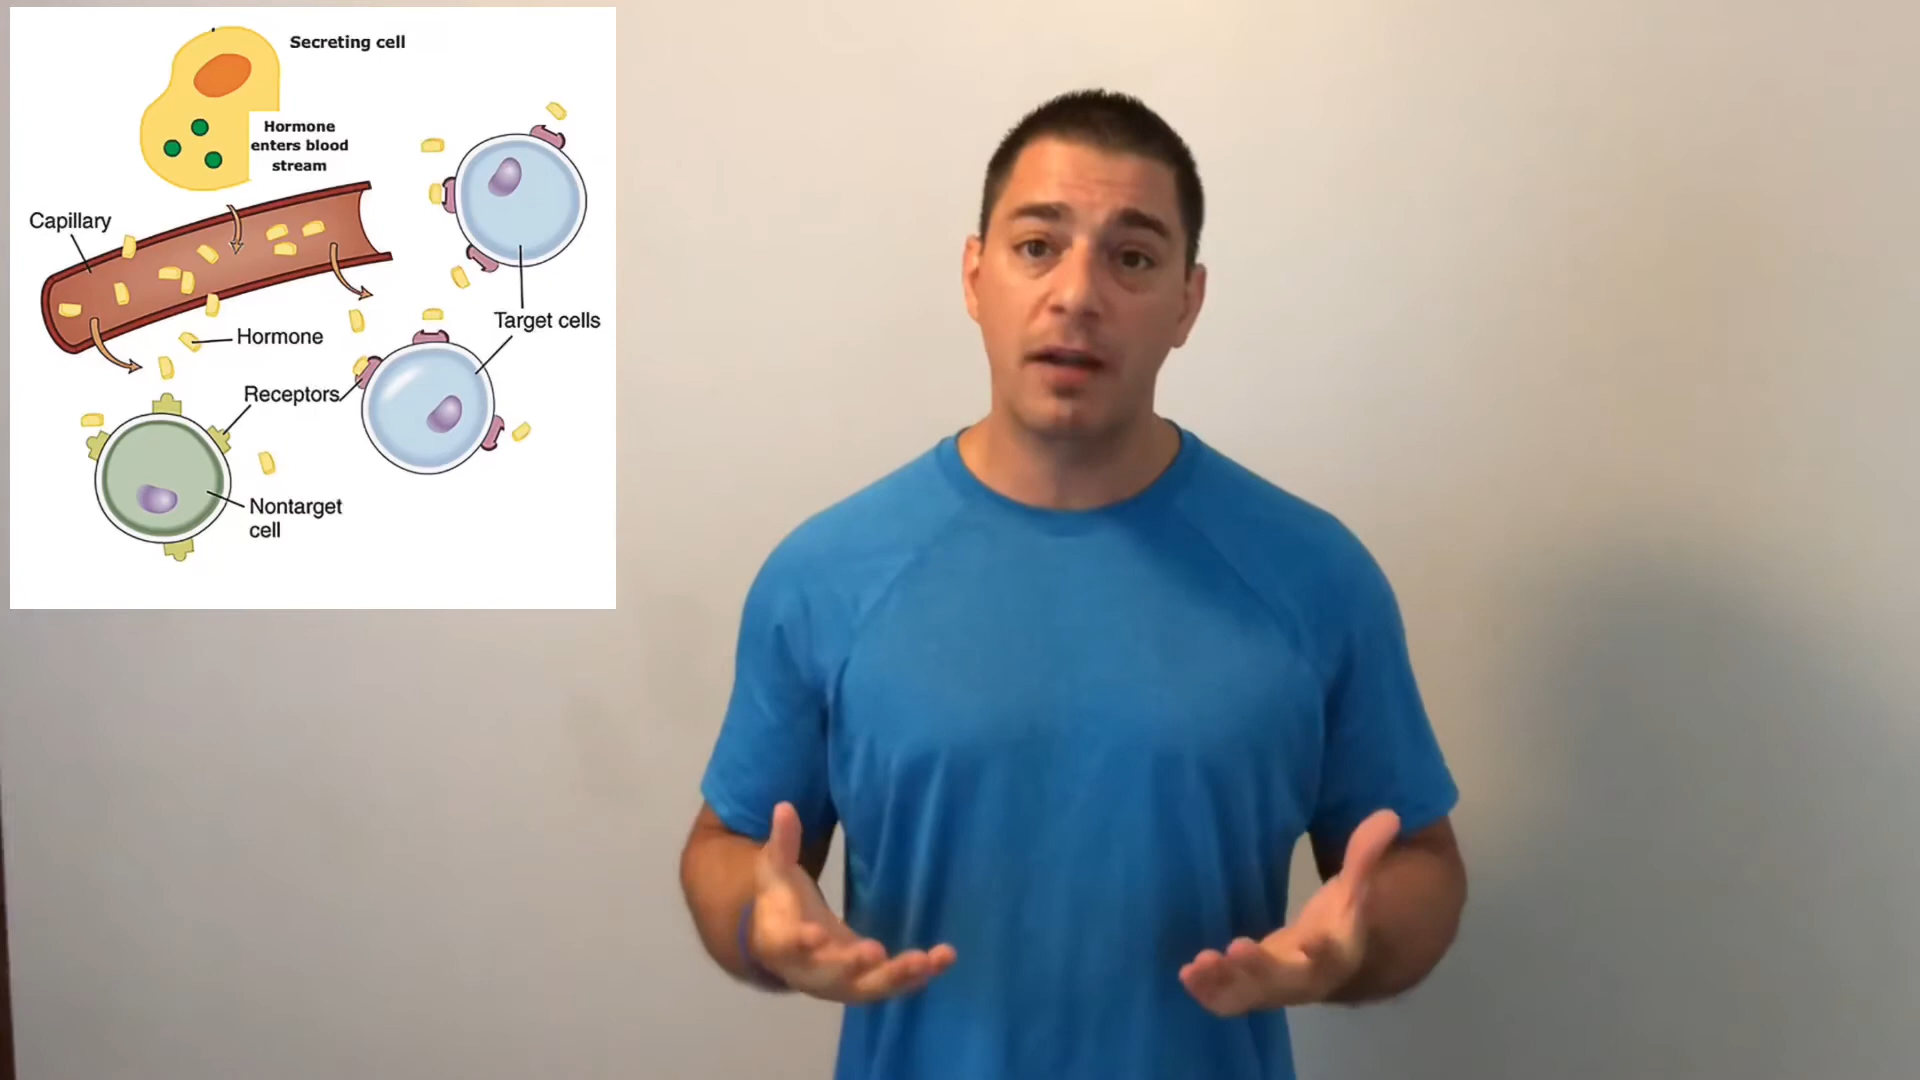 Secreting cell
Hormone
enters blood
stream
Capillary
Target cells
Hormone
Receptors
Nontarget
cell